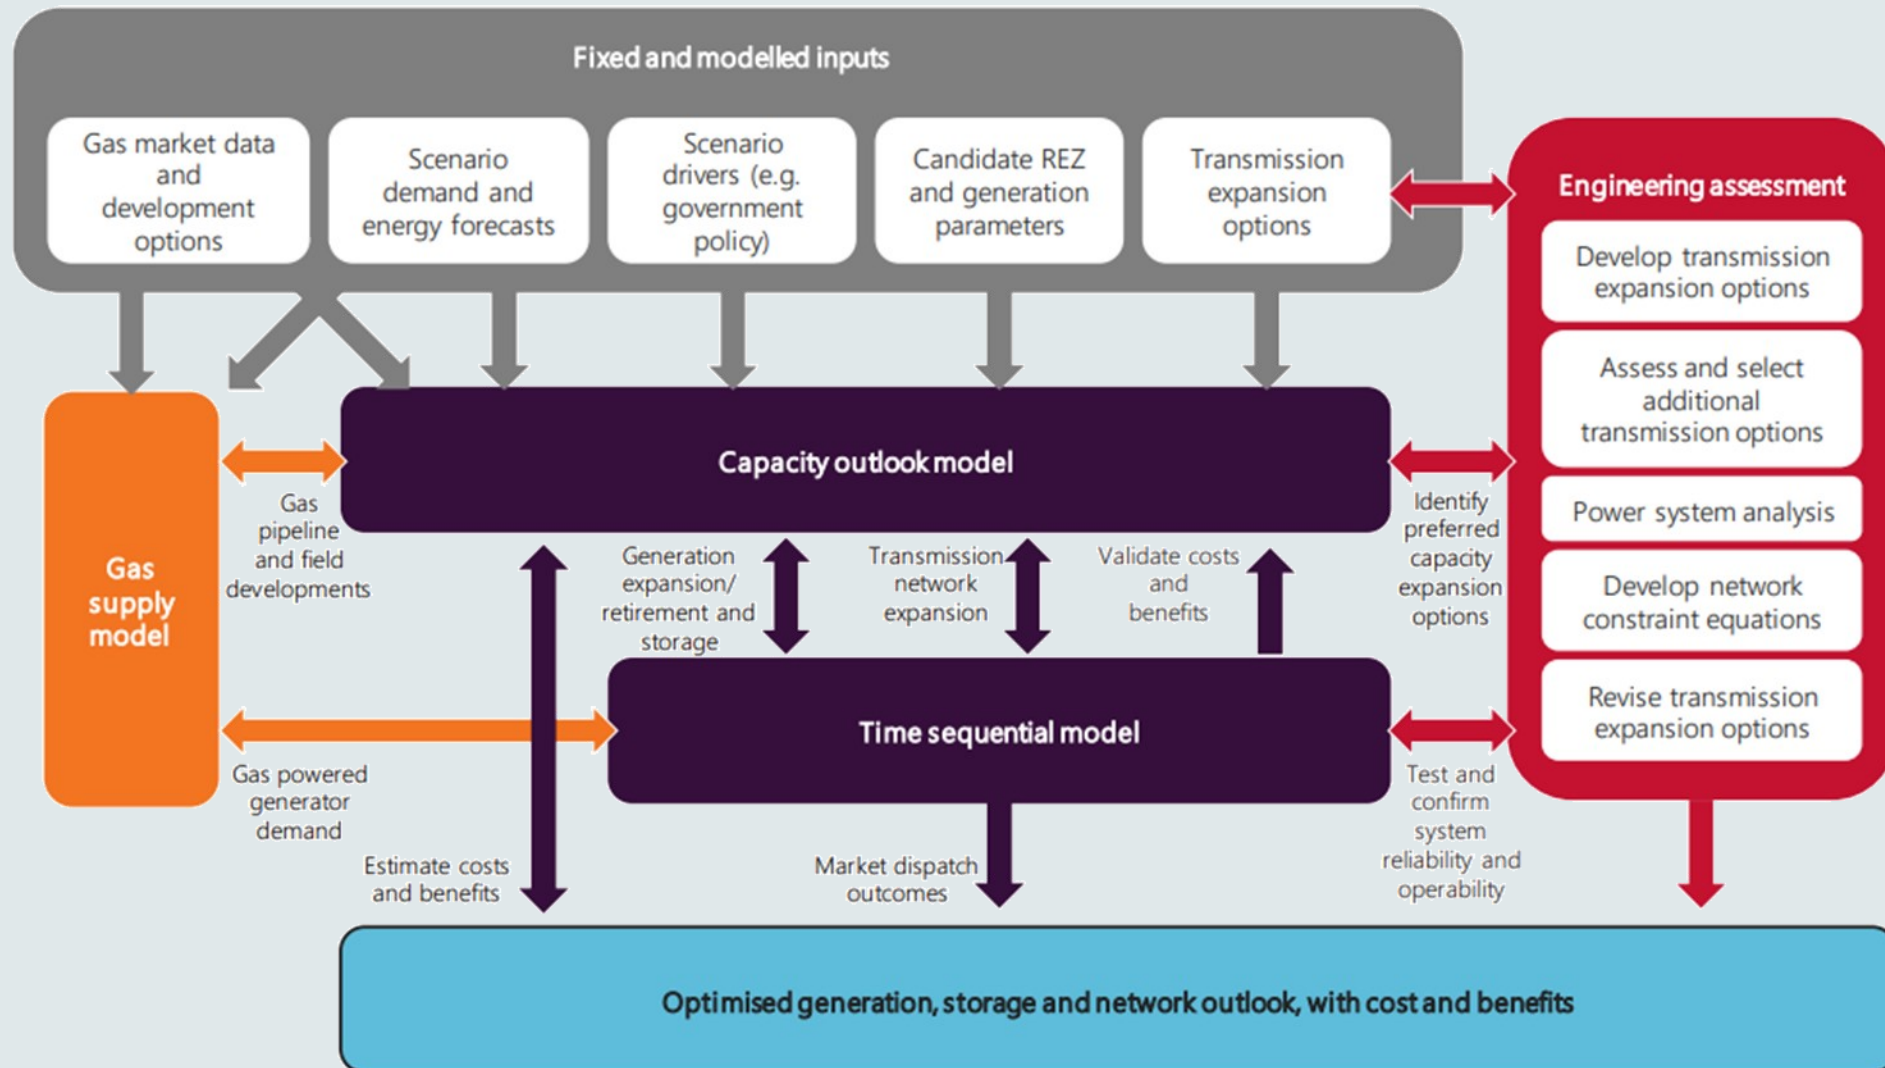 Fixed and modelled inputs
Gas market data
and
development
options
Scenario
demand and
energy forecasts
Scenario
drivers (e.g.
government
policy)
Candidate REZ
and generation
parameters
Transmission
expansion
options
Engineering assessment
Develop transmission
expansion options
Assess and select
additional
transmission options
Power system analysis
Develop network
constraint equations
Revise transmission
expansion options
Capacity outlook model
Gas
supply
model
Gas
pipeline
and field
developments
Generation
expansion/
retirement and
storage
Transmission
network
expansion
Validate costs
and
benefits
Identify
preferred
capacity
expansion
options
Time sequential model
Gas powered
generator
demand
Estimate costs
and benefits
Market dispatch
outcomes
Test and
confirm
system
reliability and
operability
Optimised generation, storage and network outlook, with cost and benefits